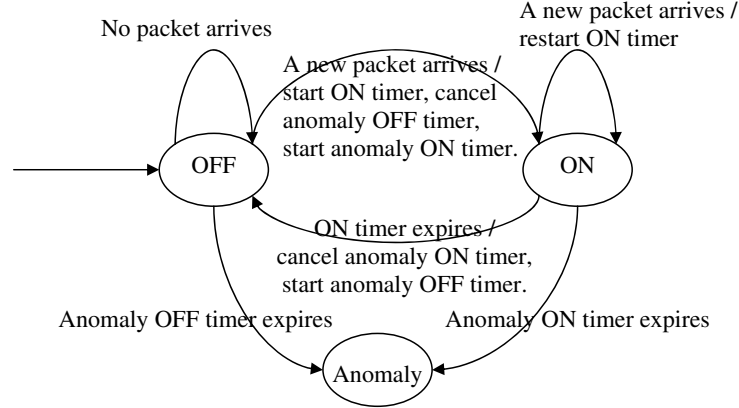 No packet arrives
A new packet arrives /
restart ON timer
A new packet arrives /
start ON timer, cancel
anomaly OFF timer,
start anomaly ON timer.
OFF
ON
ON timer expires /
cancel anomaly ON timer,
start anomaly OFF timer.
Anomaly OFF timer expires
Anomaly ON timer expires
Anomaly